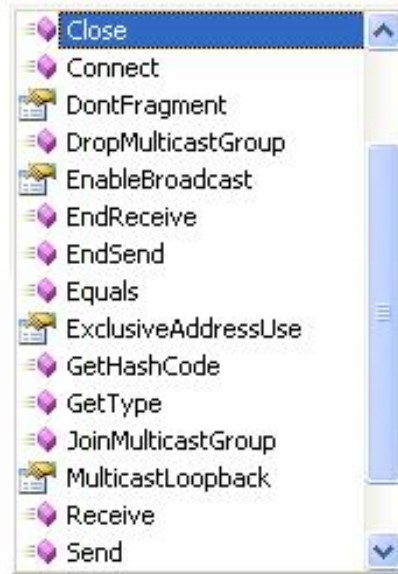 Close
Connect
DontFragment
DropMulticastGroup
EnableBroadcast
EndReceive
EndSend
Equals
ExclusiveAddressUse
GetHashCode
GetType
JoinMulticastGroup
MulticastLoopback
Receive
Send